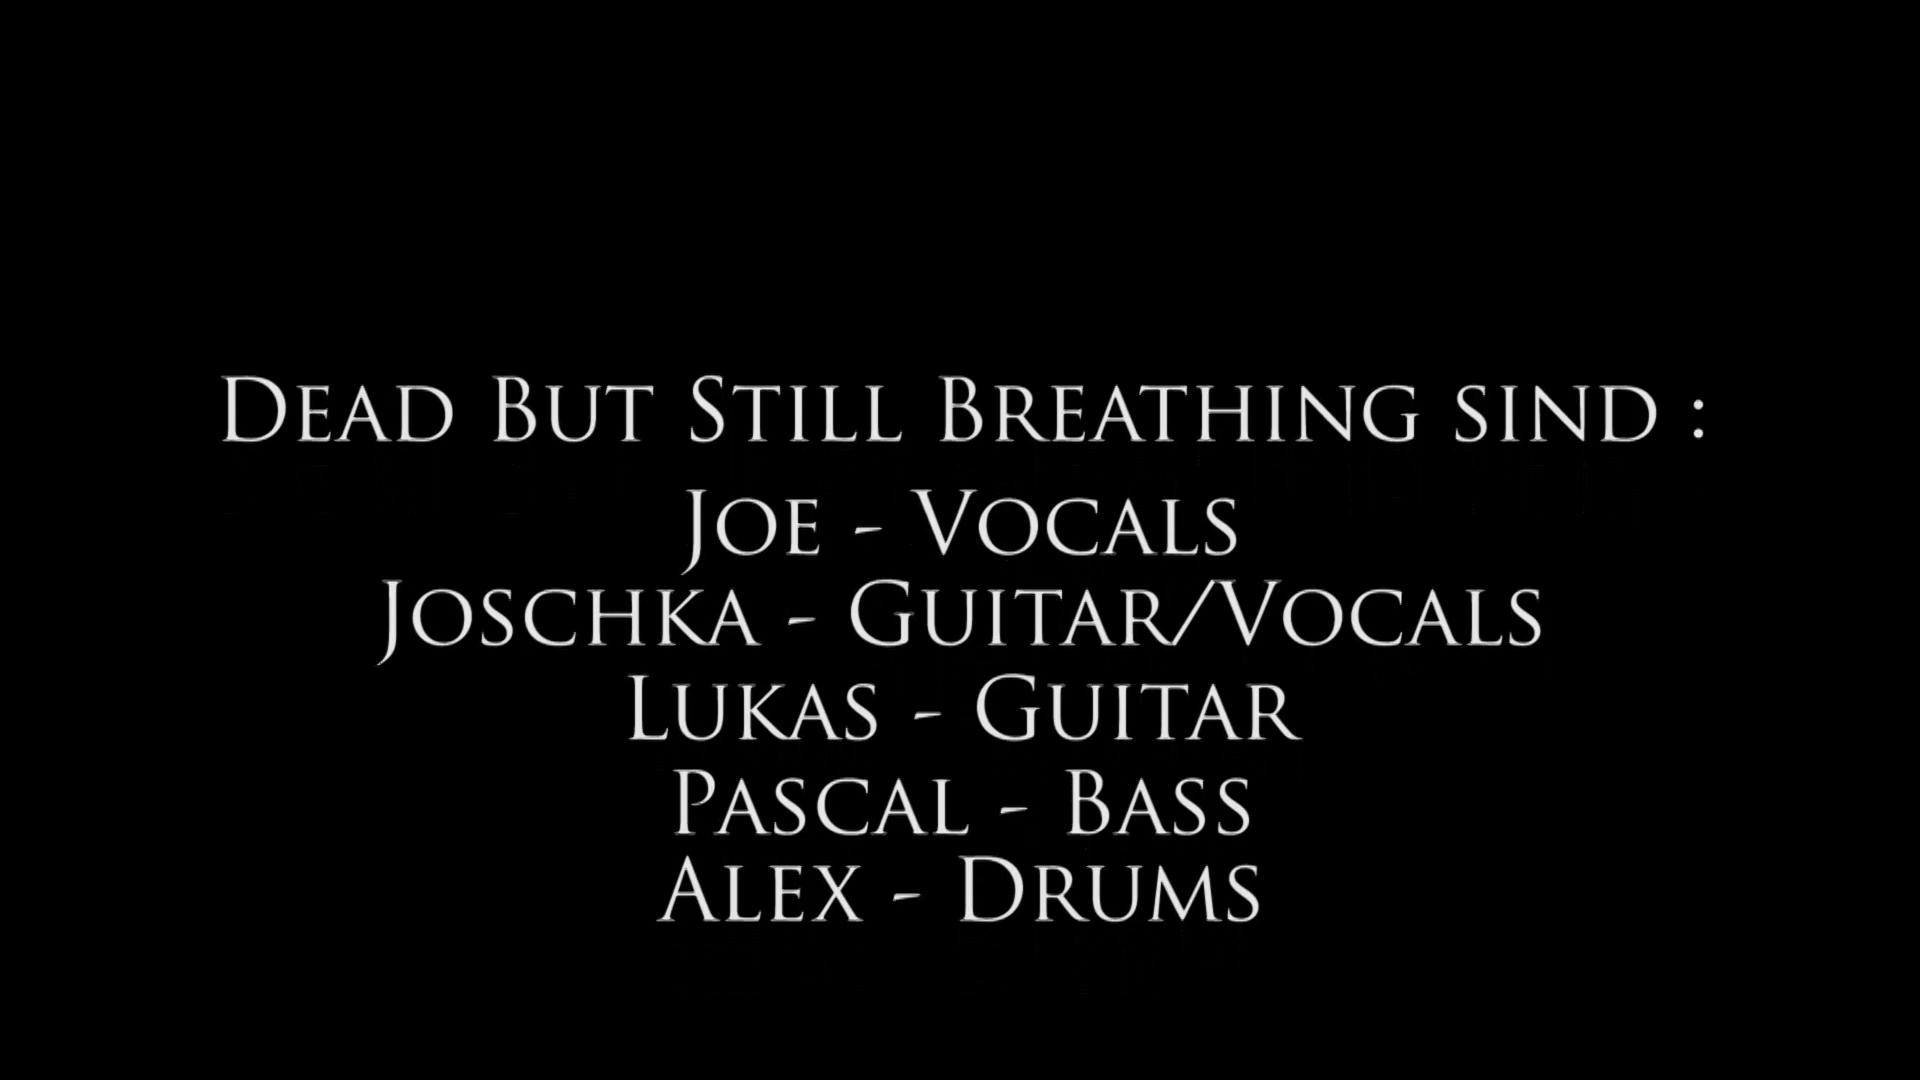 Dead But Still Breathing sind :
Joe - Vocals
Joschka - Guitar/Vocals
Lukas - Guitar
Pascal - Bass
Alex - Drums